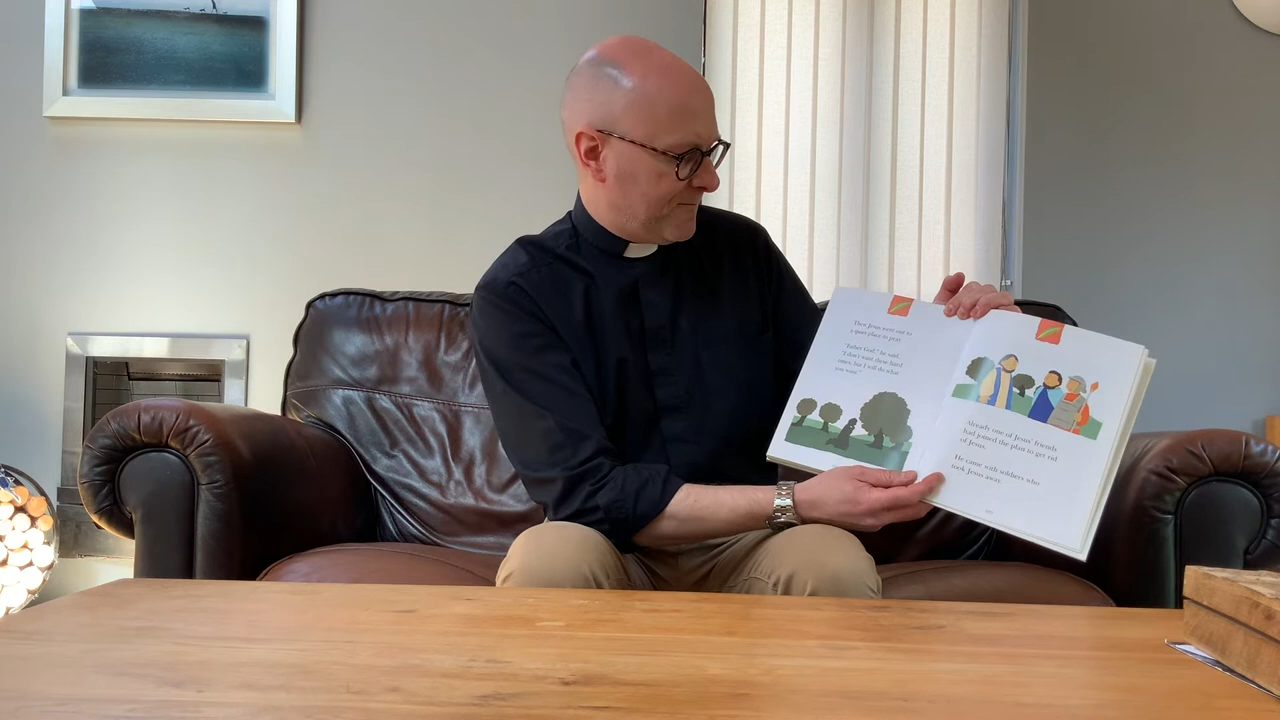 Then Jesus went out to
a quiet place to pray.
"Father God," he said,
"I don't want these hard
times, but I will do what
you want."
Already one of Jesus' friends
had joined the plan to get rid
of Jesus.
He came with soldiers who
took Jesus away.